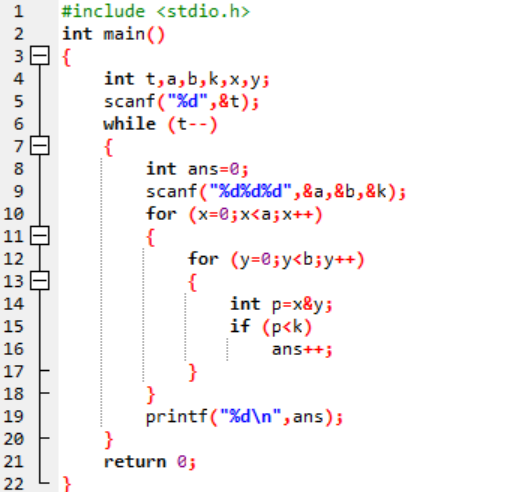 1 #include <stdio.h>
2 int main()
3 {
4 int t,a,b,k,x,y;
5 scanf("%d",&t);
6 while (t--)
7 {
8 int ans=0;
9 scanf("%d%d%d",&a,&b,&k);
10 for (x=0;x<a;x++)
11 {
12 for (y=0;y<b;y++)
13 {
14 int p=x&y;
15 if (p<k)
16 ans++;
17 }
18 }
19 printf("%d\n",ans);
20 }
21 return 0;
22 }